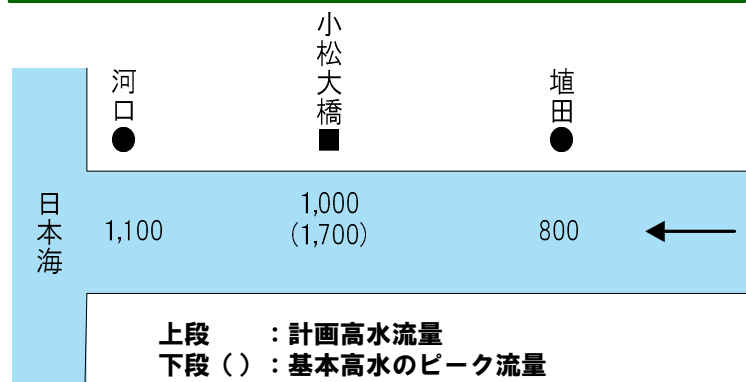 小松大橋
河口
埴田
日本海
1,100
1,000
(1,700)
800
上段　　：計画高水流量
下段（ ）：基本高水のピーク流量